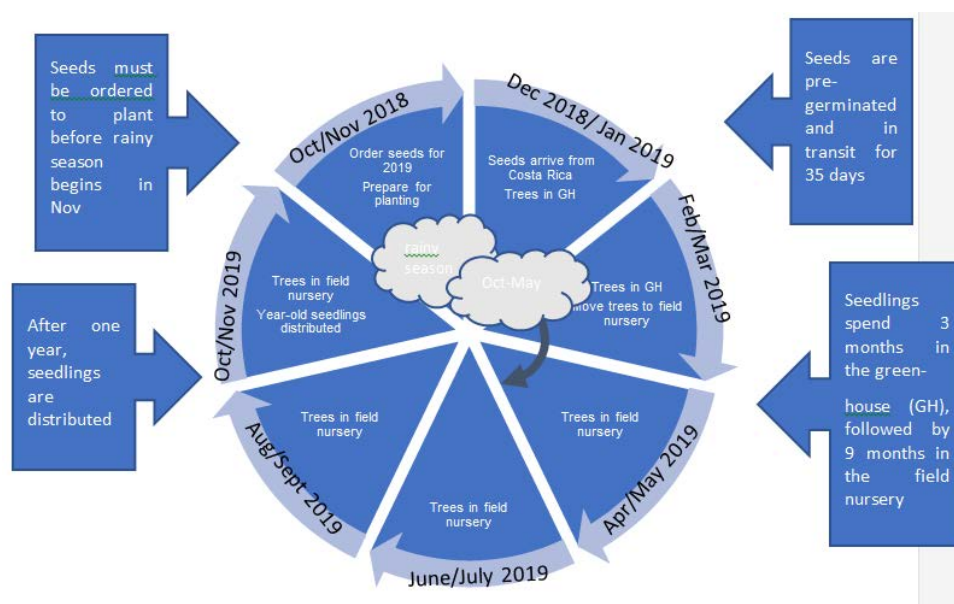 Seeds must
be ordered
to plant
before rainy
season
begins in
Nov
Oct/Nov 2018
Order seeds for
2019
Prepare for
planting
Dec 2018/ Jan 2019
Seeds arrive from
Costa Rica
Trees in GH
Seeds are
pre-
germinated
and in
transit for
35 days
rainy
season
Oct-May
Feb/Mar 2019
Trees in GH
Move trees to field
nursery
Seedlings
spend 3
months in
the green-
house (GH),
followed by
9 months in
the field
nursery
Apr/May 2019
Trees in field
nursery
June/July 2019
Trees in field
nursery
Aug/Sept 2019
Trees in field
nursery
Oct/Nov 2019
Trees in field
nursery
Year-old seedlings
distributed
After one
year,
seedlings
are
distributed